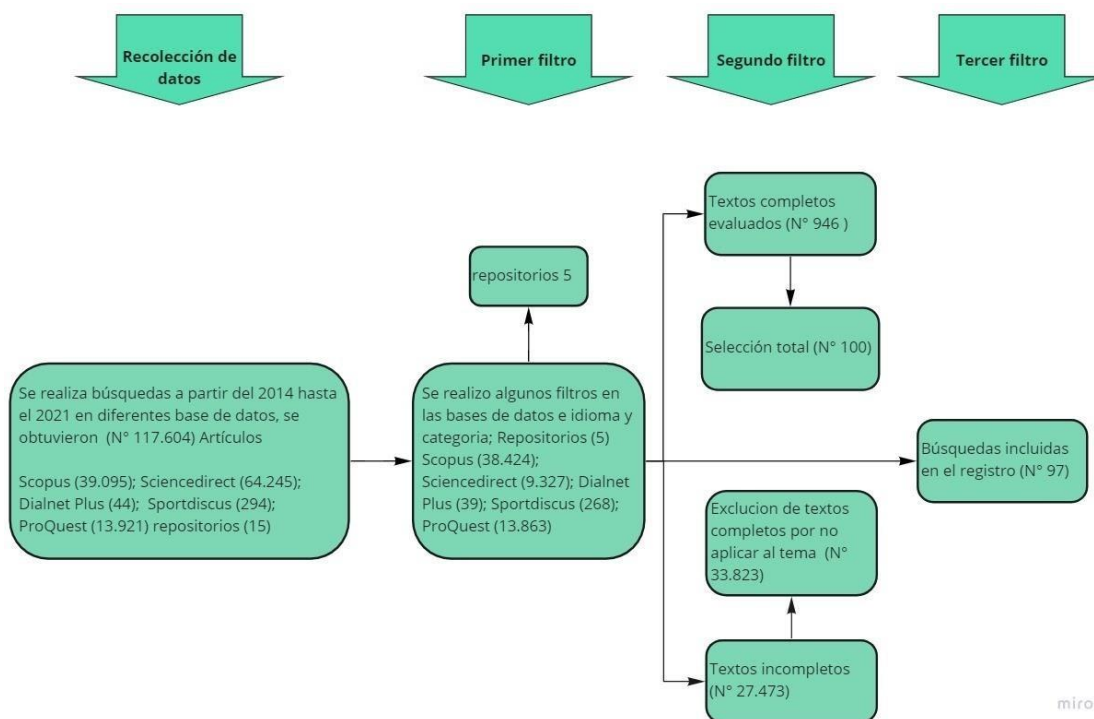 Recolección de
datos
Primer filtro
Segundo filtro
Tercer filtro
Se realiza búsquedas a partir del 2014 hasta
el 2021 en diferentes base de datos, se
obtuvieron (N° 117.604) Artículos
Scopus (39.095); Sciencedirect (64.245);
Dialnet Plus (44); Sportdiscus (294);
ProQuest (13.921) repositorios (15)
repositorios 5
Se realizo algunos filtros en
las bases de datos e idioma y
categoria; Repositorios (5)
Scopus (38.424);
Sciencedirect (9.327); Dialnet
Plus (39); Sportdiscus (268);
ProQuest (13.863)
Textos completos
evaluados (N° 946 )
Selección total (N° 100)
Búsquedas incluidas
en el registro (N° 97)
Exclucion de textos
completos por no
aplicar al tema (N°
33.823)
Textos incompletos
(N° 27.473)
miro